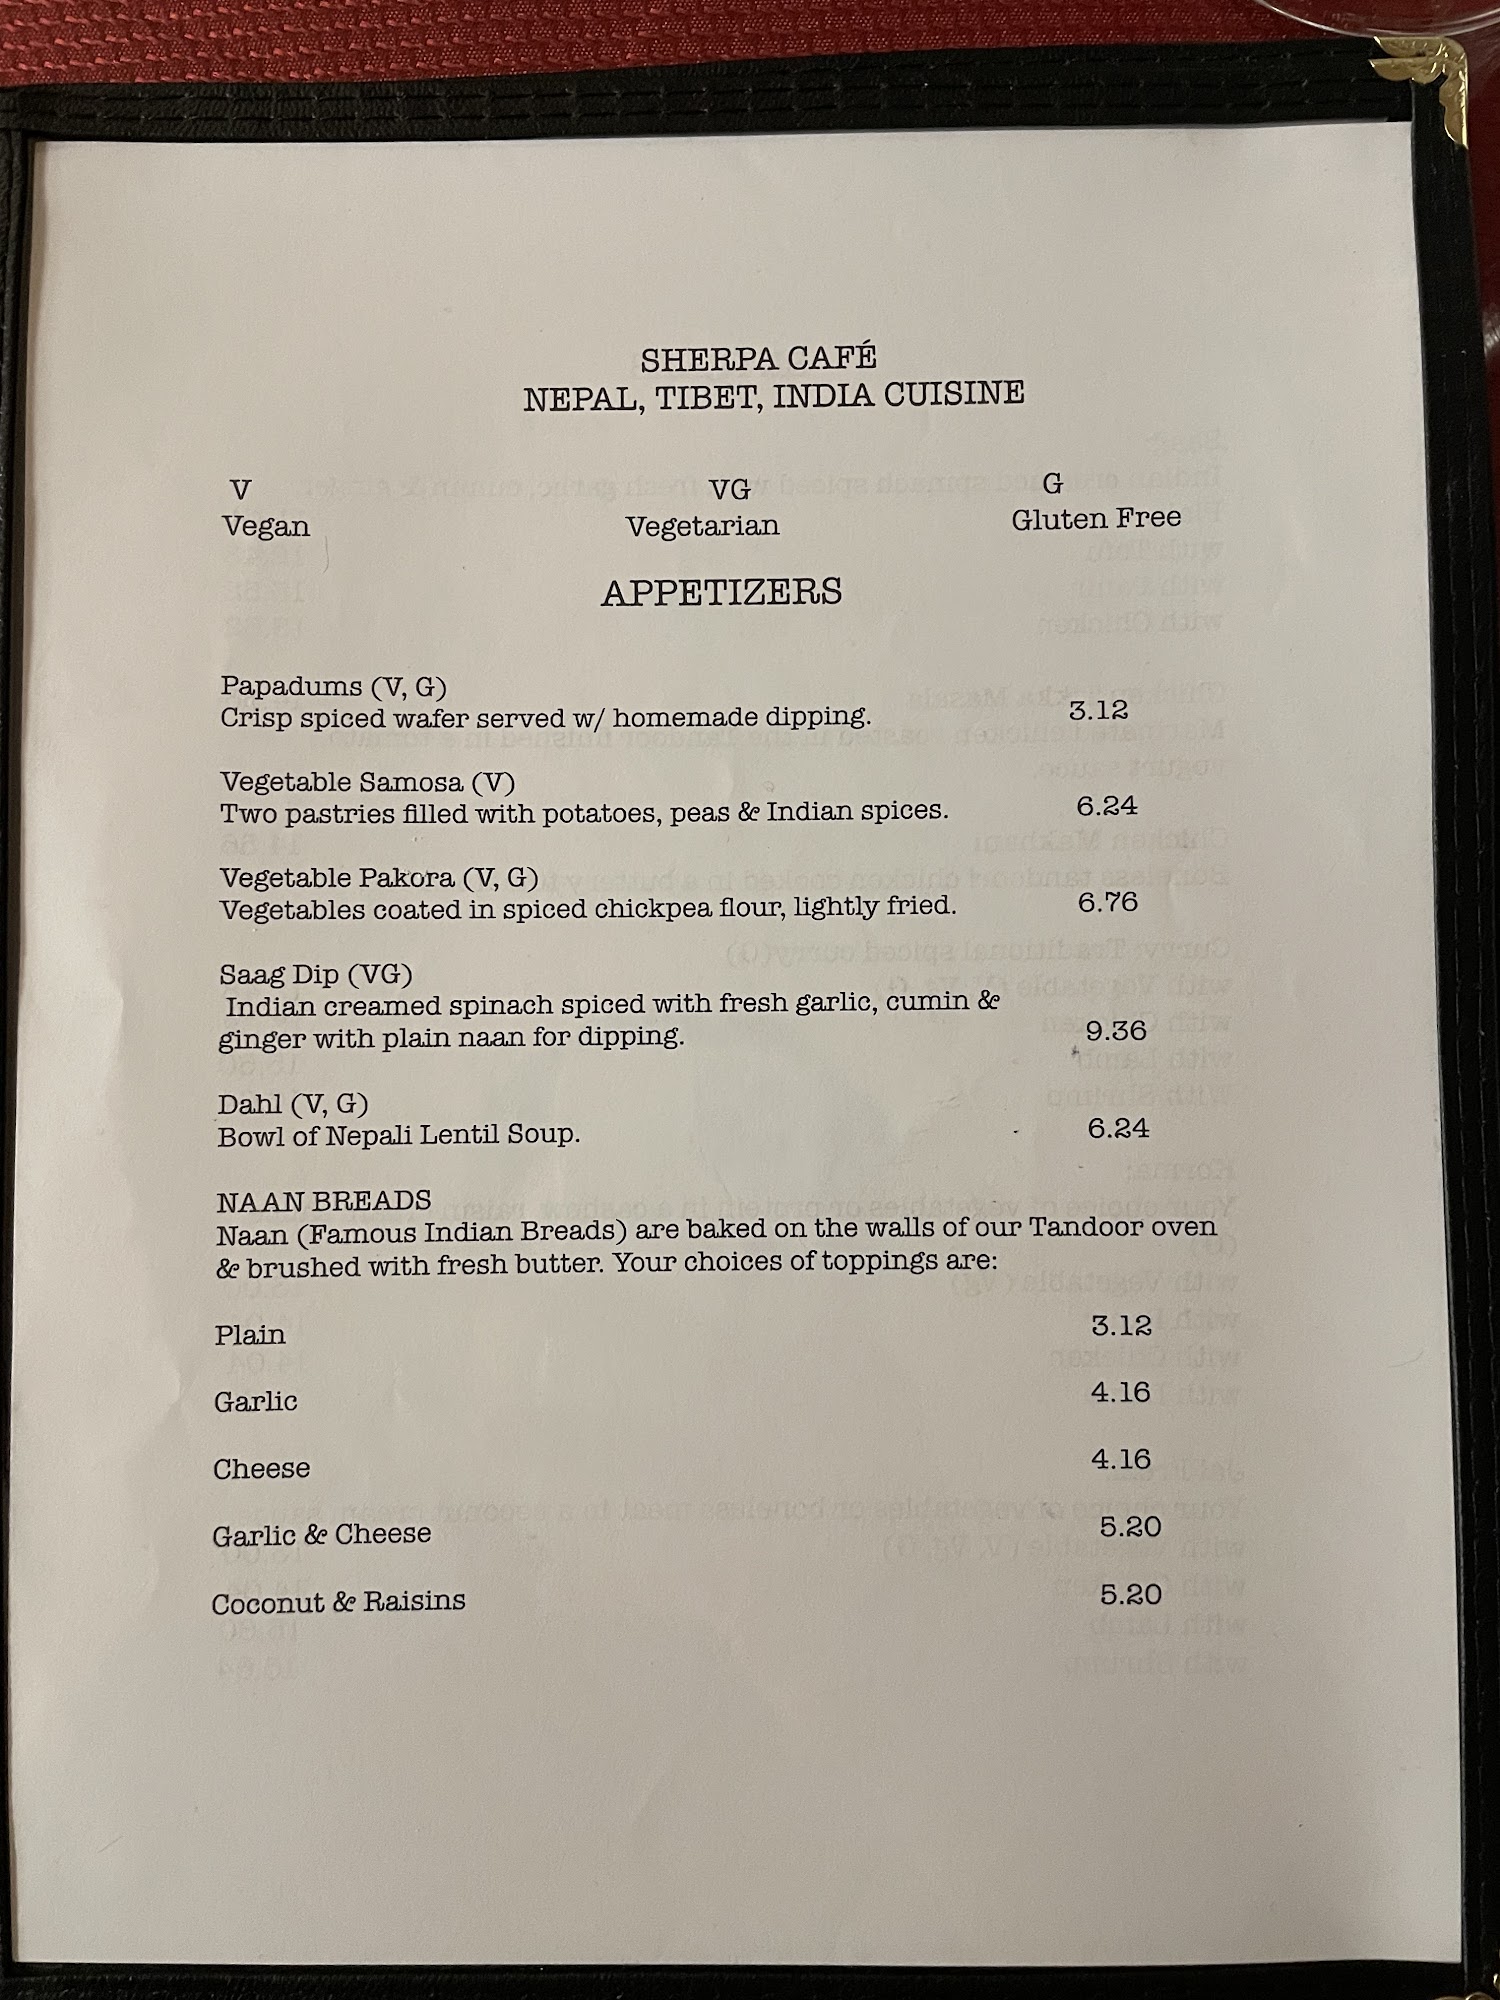 SHERPA CAFÉ
NEPAL, TIBET, INDIA CUISINE
V VG G
Vegan Vegetarian Gluten Free
APPETIZERS
Papadums (V, G)
Crisp spiced wafer served w/ homemade dipping. 3.12
Vegetable Samosa (V)
Two pastries filled with potatoes, peas & Indian spices. 6.24
Vegetable Pakora (V, G)
Vegetables coated in spiced chickpea flour, lightly fried. 6.76
Saag Dip (VG)
Indian creamed spinach spiced with fresh garlic, cumin &
ginger with plain naan for dipping. 9.36
Dahl (V, G)
Bowl of Nepali Lentil Soup. 6.24
NAAN BREADS
Naan (Famous Indian Breads) are baked on the walls of our Tandoor oven
& brushed with fresh butter. Your choices of toppings are:
Plain 3.12
Garlic 4.16
Cheese 4.16
Garlic & Cheese 5.20
Coconut & Raisins 5.20